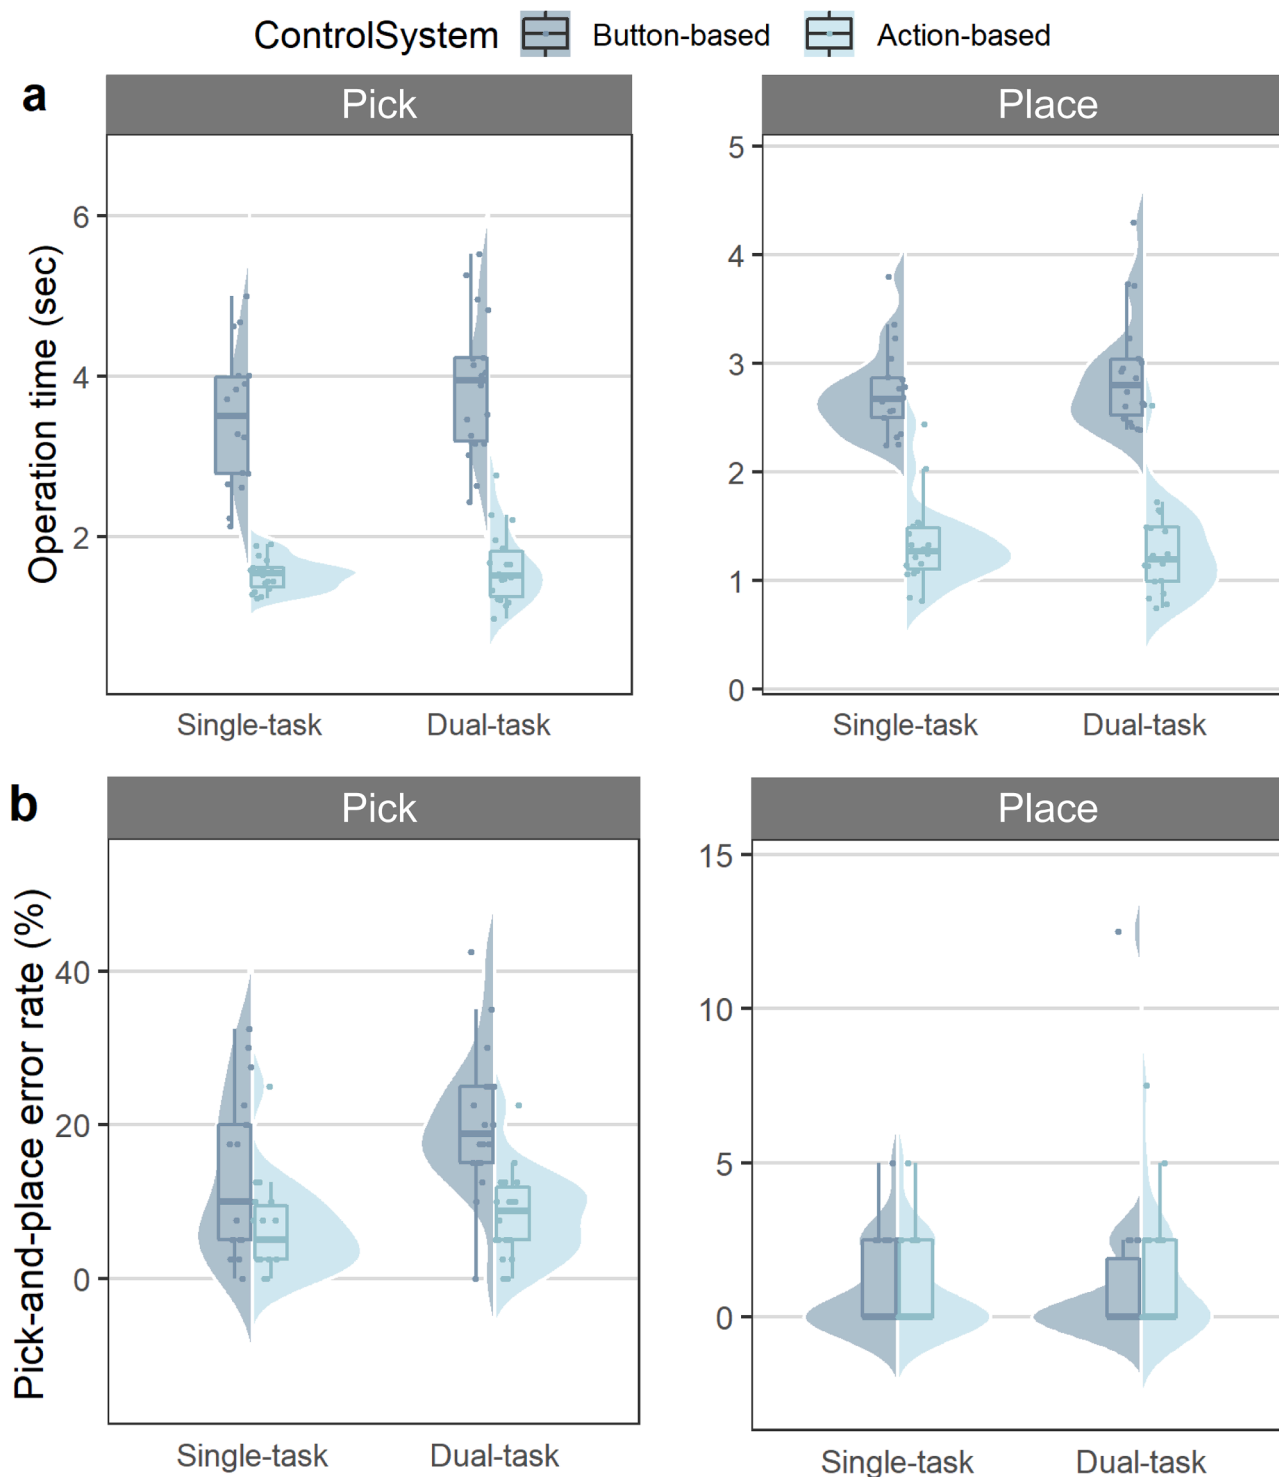 ControlSystem Button-based Action-based
a
Pick Place
Operation time (sec)
6
4
2
5
4
3
2
1
0
Single-task Dual-task Single-task Dual-task
b
Pick Place
Pick-and-place error rate (%)
40
20
0
15
10
5
0
Single-task Dual-task Single-task Dual-task